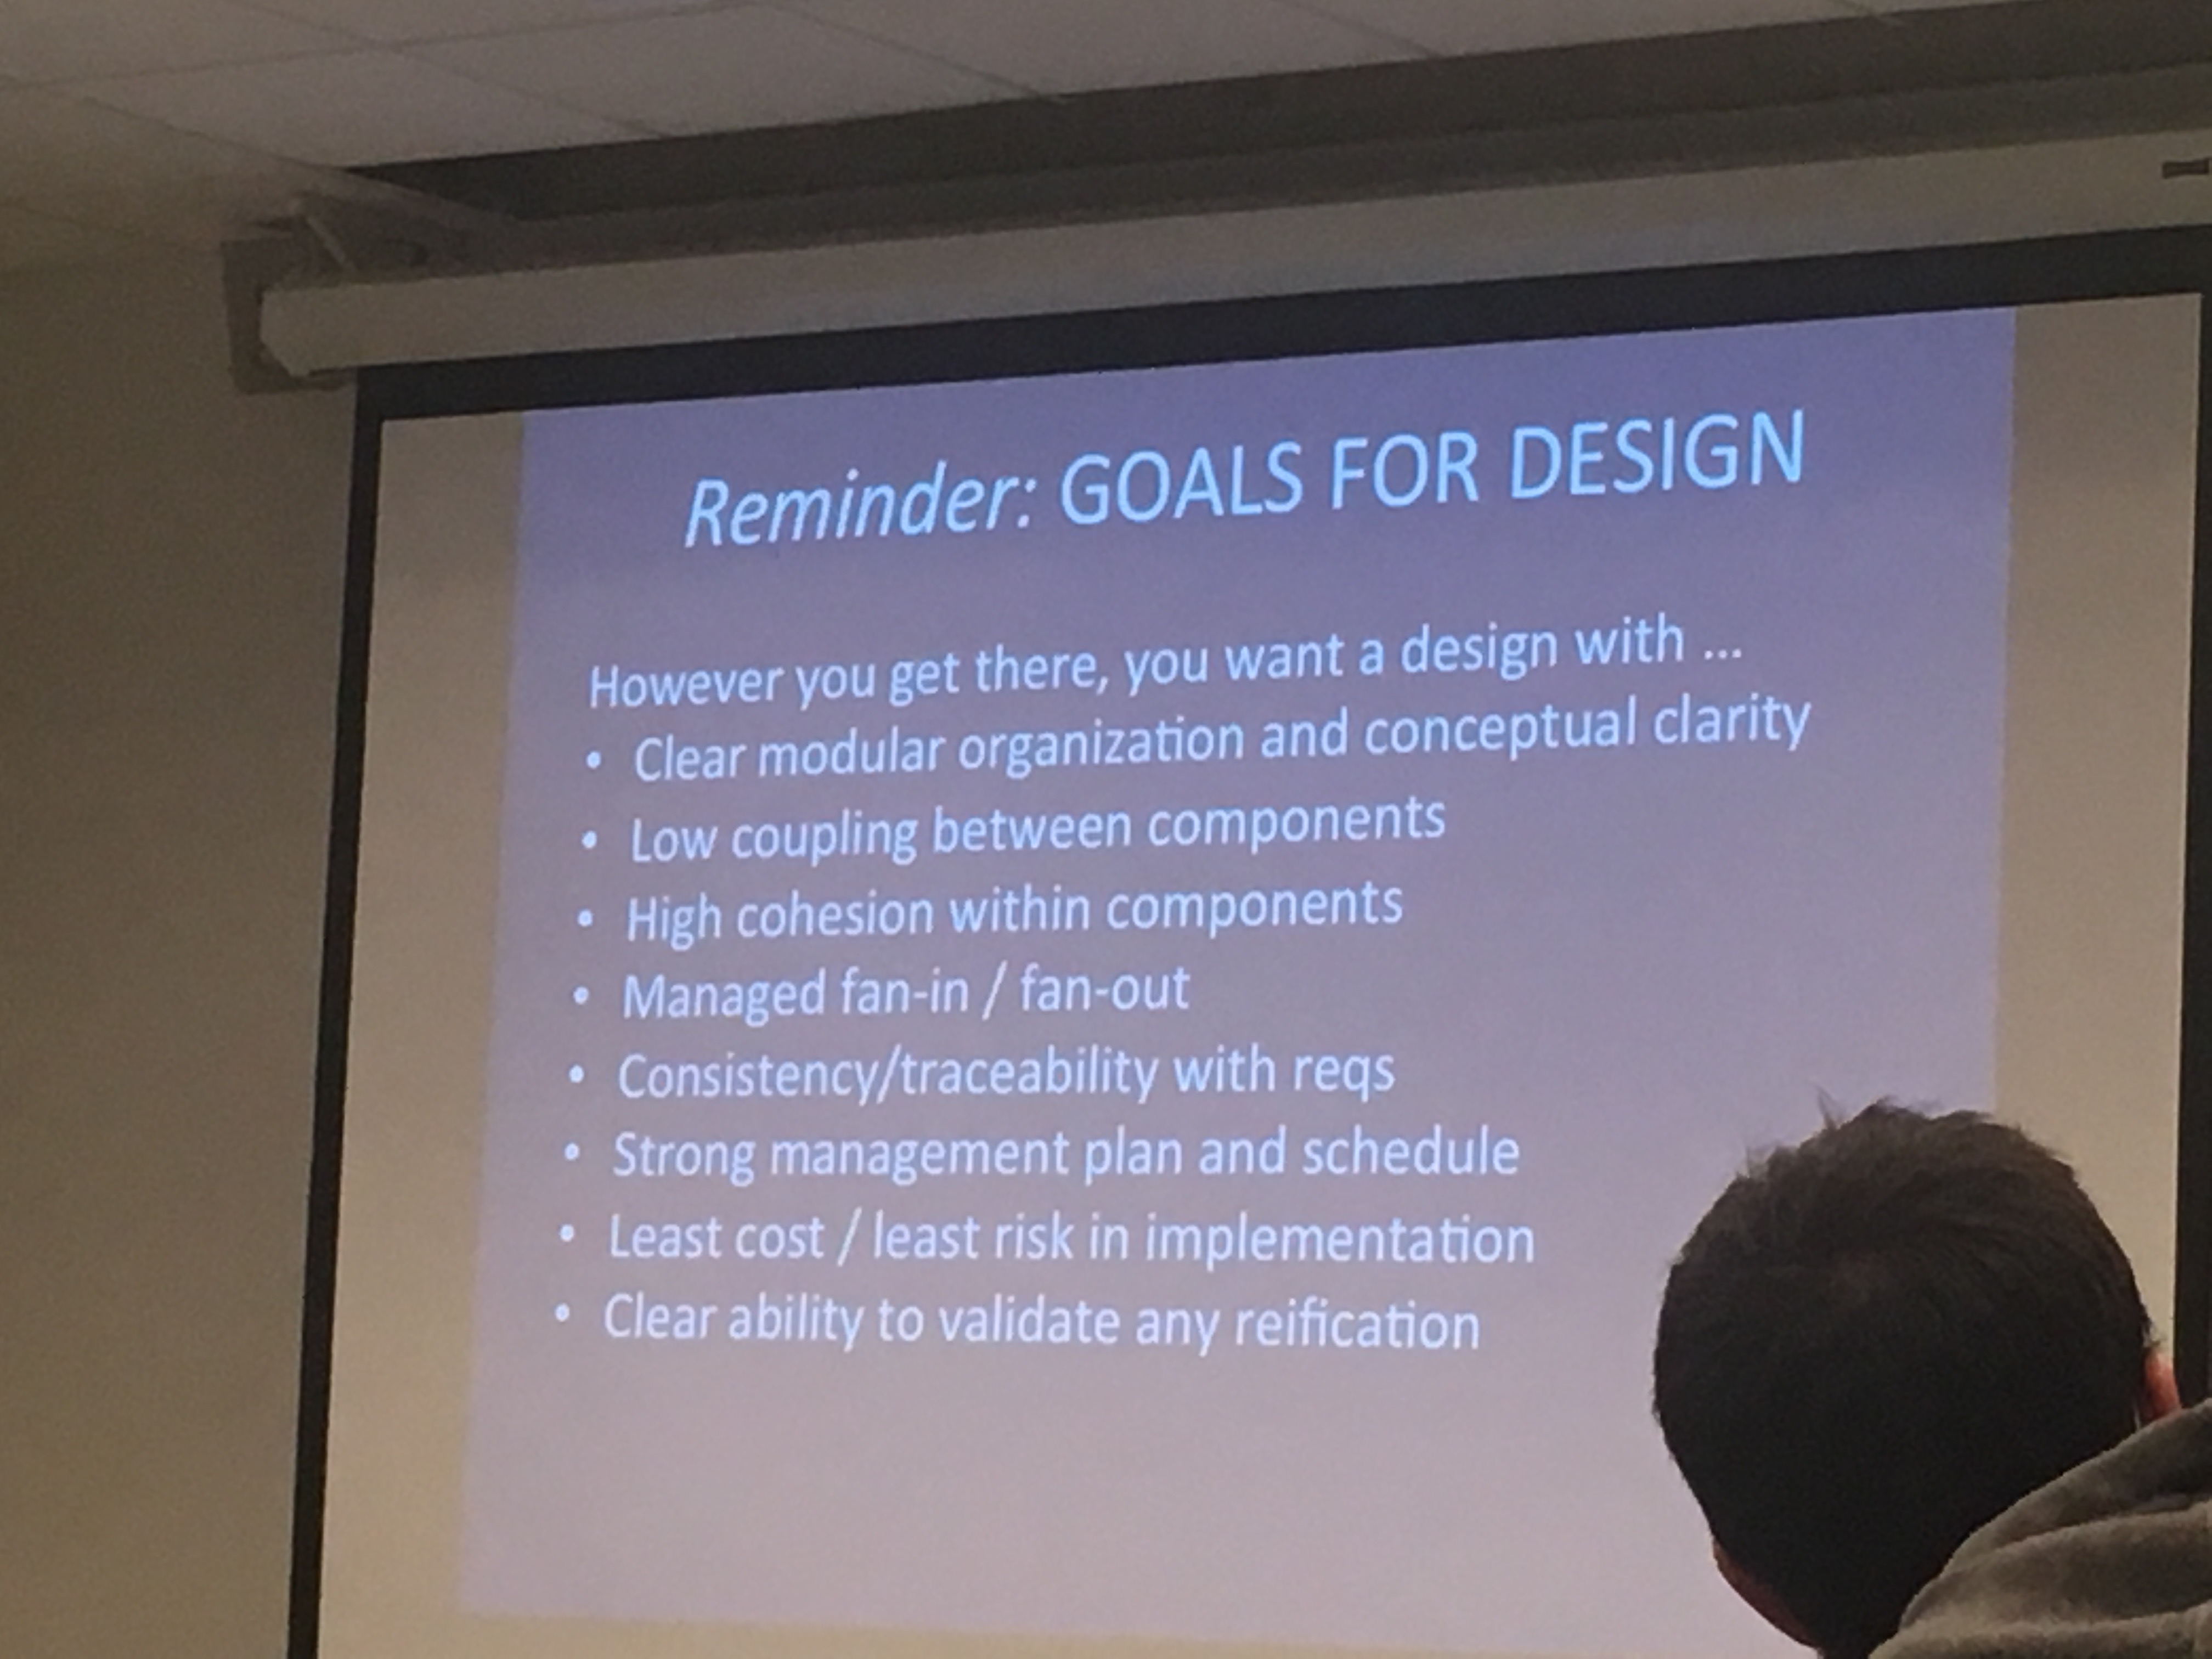 Reminder: GOALS FOR DESIGN
However you get there, you want a design with ...
• Clear modular organization and conceptual clarity
• Low coupling between components
• High cohesion within components
• Managed fan-in / fan-out
• Consistency/traceability with reqs
• Strong management plan and schedule
• Least cost / least risk in implementation
• Clear ability to validate any reification